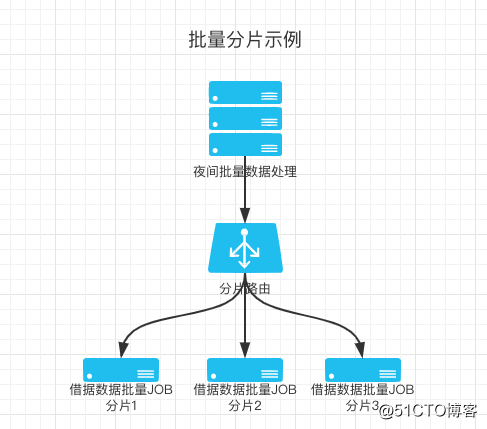 批量分片示例
夜间批量数据处理
分片路由
借据数据批量JOB
分片1
借据数据批量JOB
分片2
借据数据批量JOB
分片3
@51CTO博客